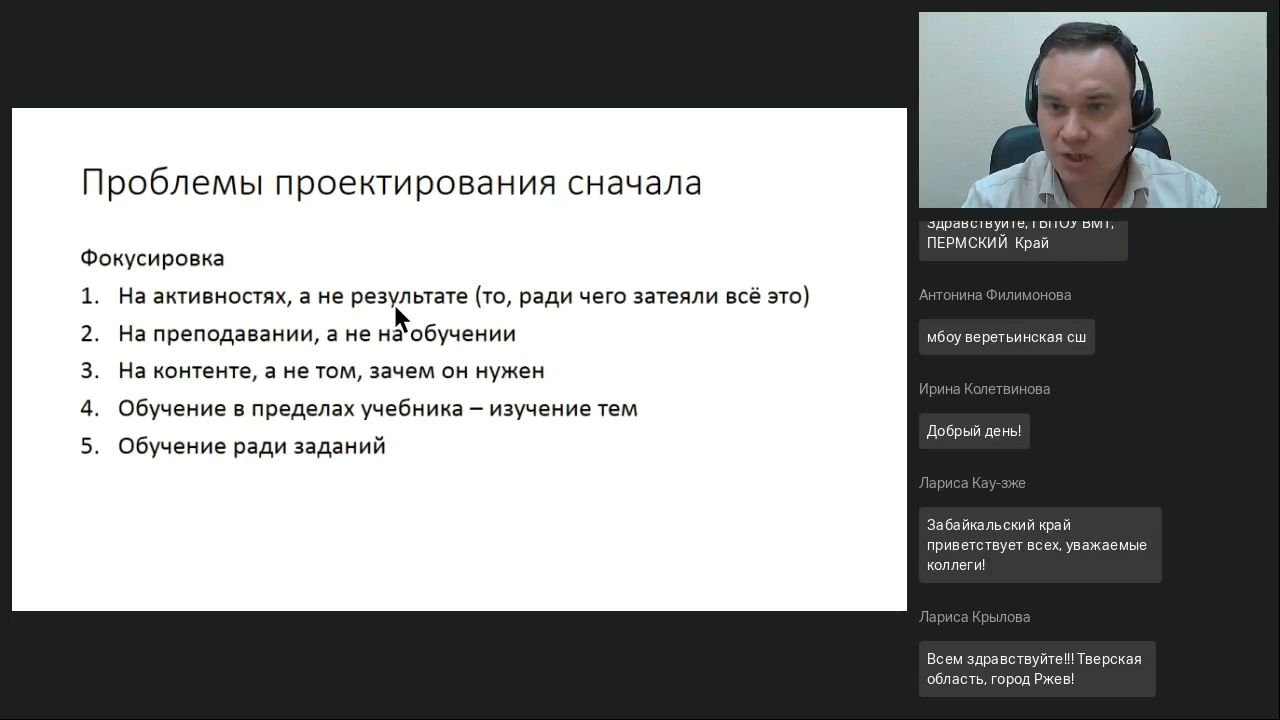 Проблемы проектирования сначала
Фокусировка
1. На активностях, а не результате (то, ради чего затеяли всё это)
2. На преподавании, а не на обучении
3. На контенте, а не том, зачем он нужен
4. Обучение в пределах учебника – изучение тем
5. Обучение ради заданий
Здравствуйте, ГБПОУ ВМТ,
ПЕРМСКИЙ Край
Антонина Филимонова
мбоу веретьинская сш
Ирина Колетвинова
Добрый день!
Лариса Кау-зже
Забайкальский край
приветствует всех, уважаемые
коллеги!
Лариса Крылова
Всем здравствуйте!!! Тверская
область, город Ржев!